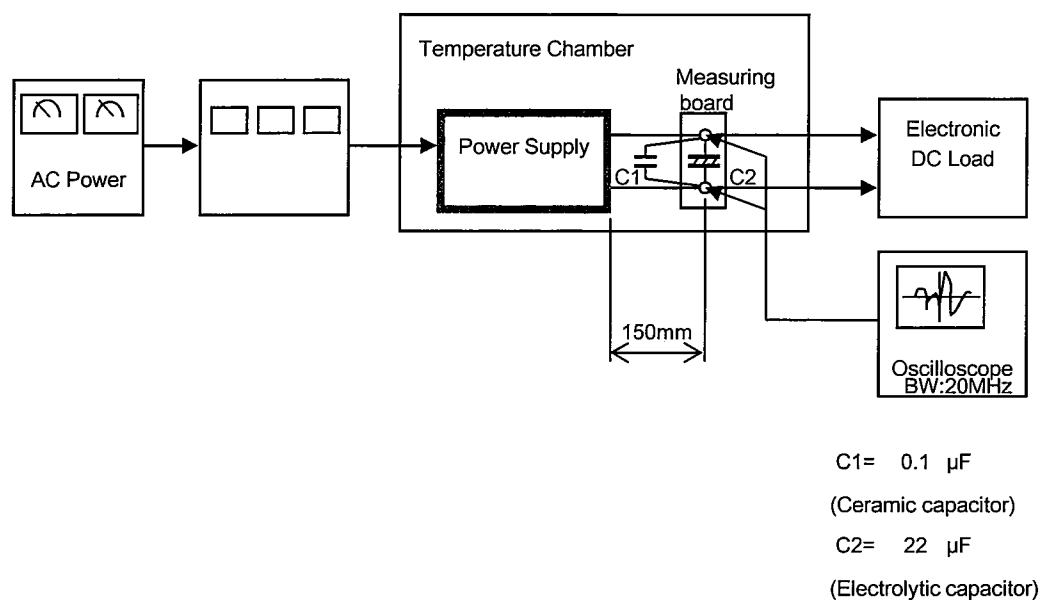 Temperature Chamber
Measuring
board
AC Power
Power Supply
C1
C2
Electronic
DC Load
150mm
Oscilloscope
BW:20MHz
C1= 0.1 µF
(Ceramic capacitor)
C2= 22 µF
(Electrolytic capacitor)